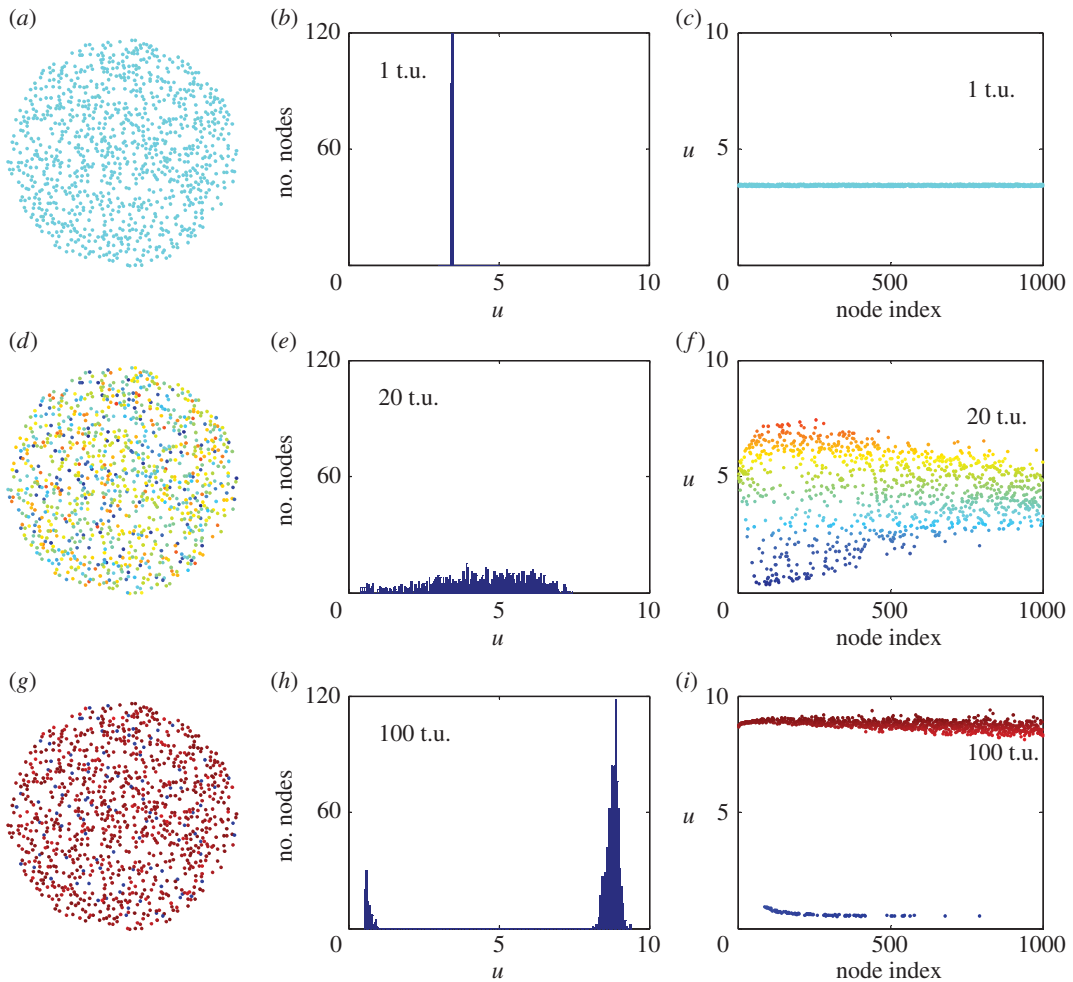 (a)
(b)
120
60
0
no. nodes
1 t.u.
5
10
u
(c)
10
5
0
u
1 t.u.
500
1000
node index
(d)
(e)
120
60
0
no. nodes
20 t.u.
5
10
u
(f)
10
5
0
u
20 t.u.
500
1000
node index
(g)
(h)
120
60
0
no. nodes
100 t.u.
5
10
u
(i)
10
5
0
u
100 t.u.
500
1000
node index